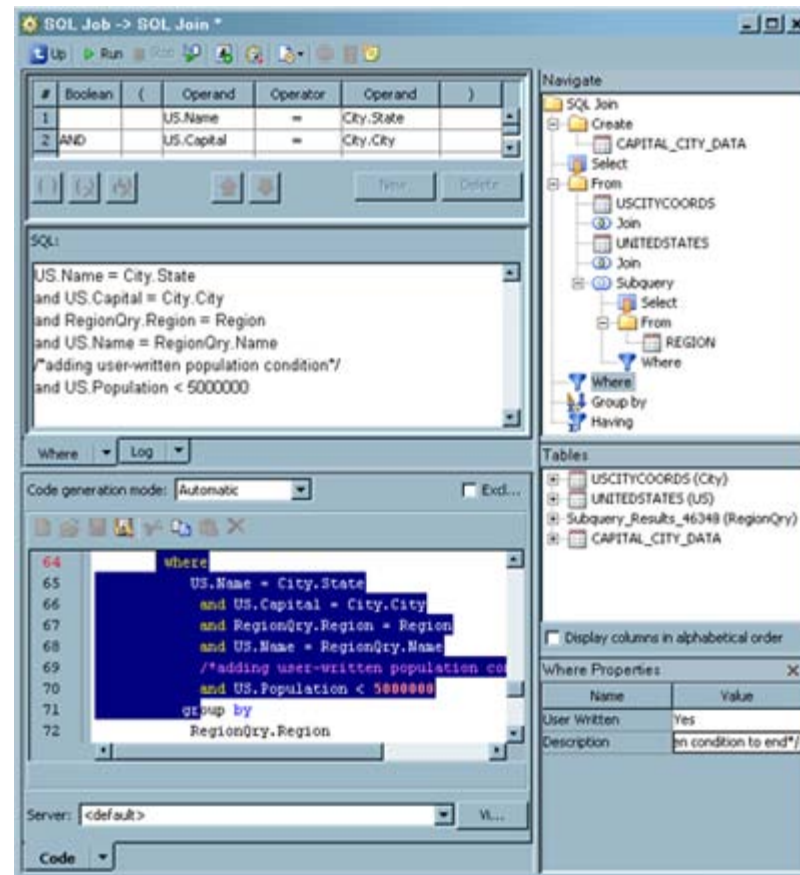 SQL Job -> SQL Join *
Up Run Stop
# Boolean ( Operand Operator Operand )
1 US.Name = City.State
2 AND US.Capital = City.City
New Delete
SQL:
US.Name = City.State
and US.Capital = City.City
and RegionQry.Region = Region
and US.Name = RegionQry.Name
/*adding user-written population condition*/
and US.Population < 5000000
Where Log
Code generation mode: Automatic Excl...
64 where
65 US.Name = City.State
66 and US.Capital = City.City
67 and RegionQry.Region = Region
68 and US.Name = RegionQry.Name
69 /*adding user-written population con
70 and US.Population < 5000000
71 group by
72 RegionQry.Region
Server: <default> Vi...
Code
Navigate
SQL Join
Create
CAPITAL_CITY_DATA
Select
From
USCITYCOORDS
Join
UNITEDSTATES
Join
Subquery
Select
From
REGION
Where
Where
Group by
Having
Tables
USCITYCOORDS (City)
UNITEDSTATES (US)
Subquery_Results_46348 (RegionQry)
CAPITAL_CITY_DATA
Display columns in alphabetical order
Where Properties
Name Value
User Written Yes
Description en condition to end*/